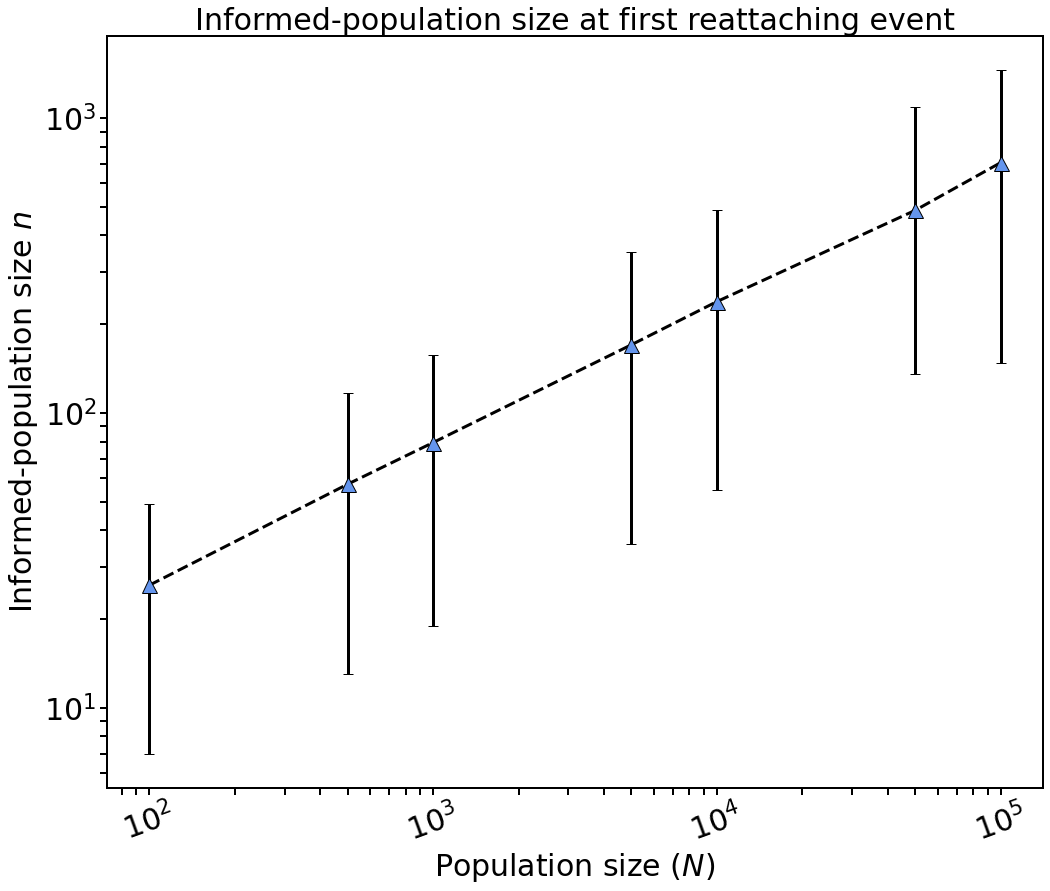 Informed-population size at first reattaching event
Informed-population size n
10³
10²
10¹
10² 10³ 10⁴ 10⁵
Population size (N)